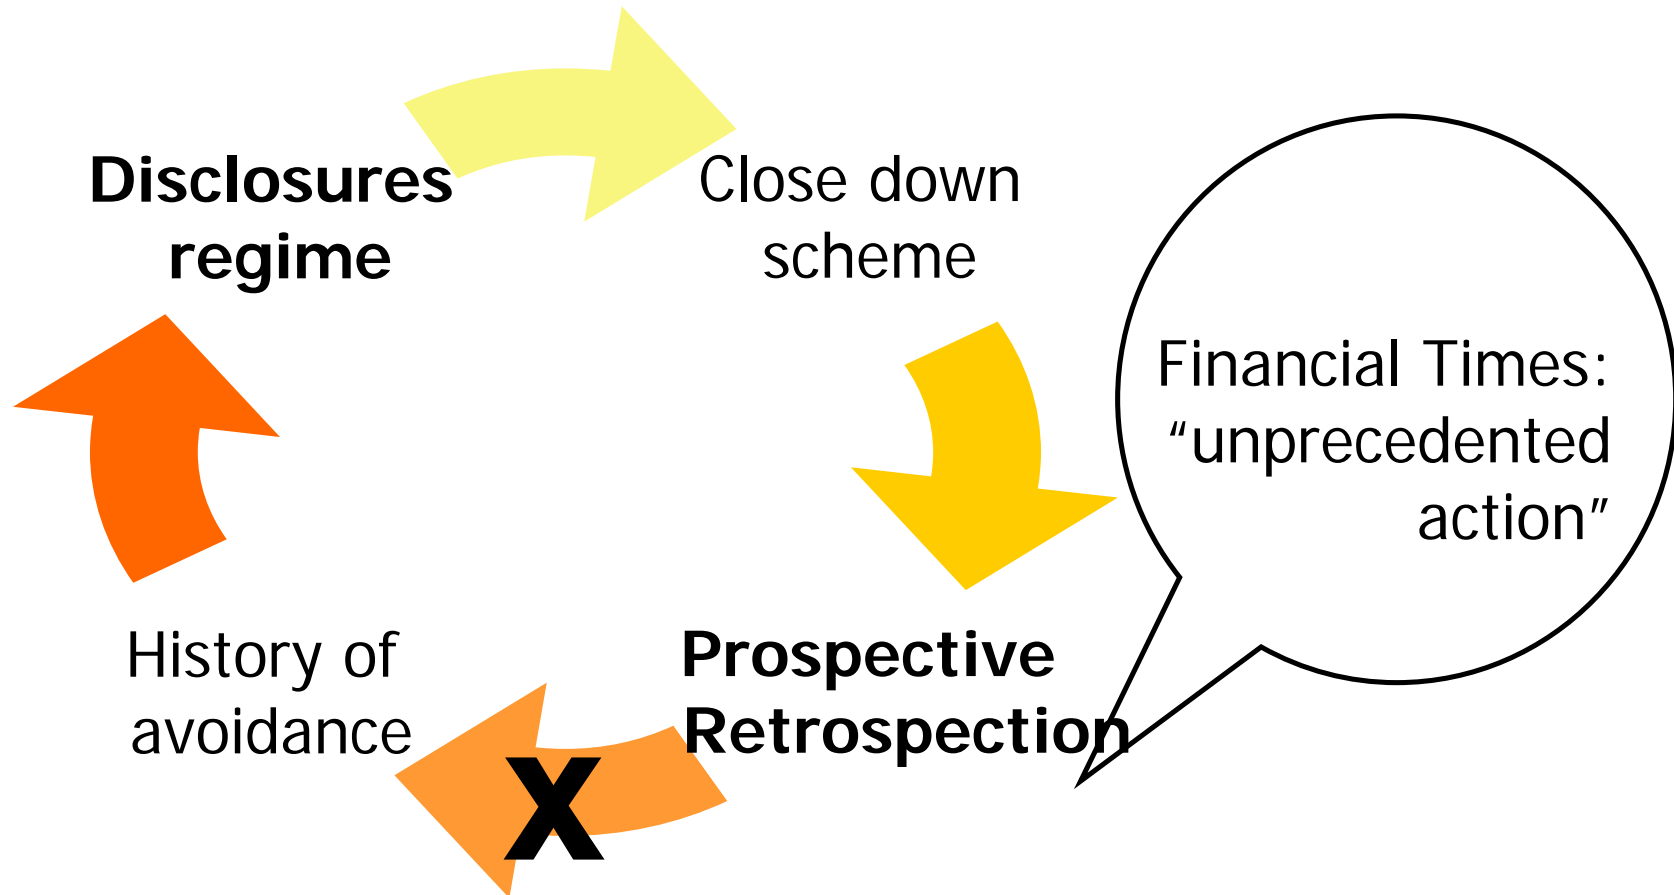 Disclosures
regime
Close down
scheme
Financial Times:
“unprecedented
action”
Prospective
Retrospection
X
History of
avoidance